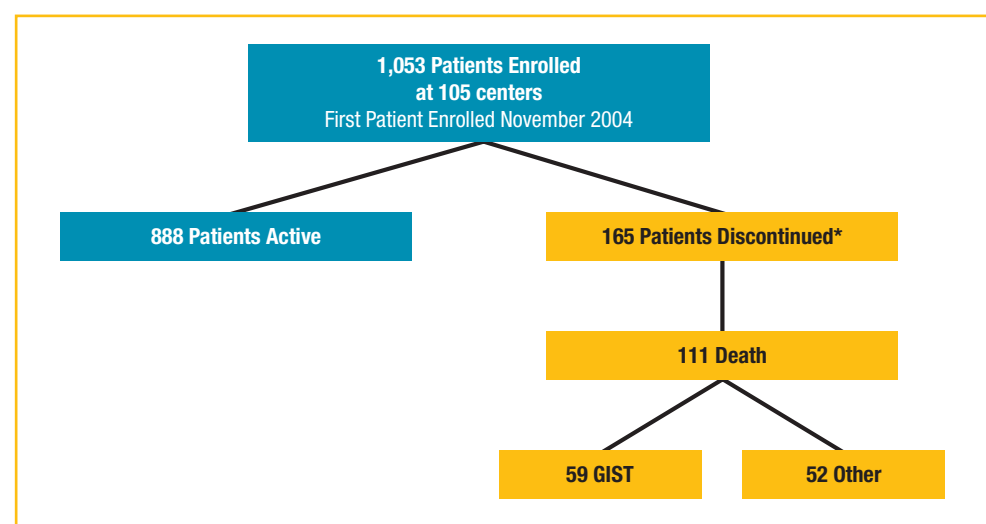 1,053 Patients Enrolled
at 105 centers
First Patient Enrolled November 2004
888 Patients Active
165 Patients Discontinued*
111 Death
59 GIST
52 Other